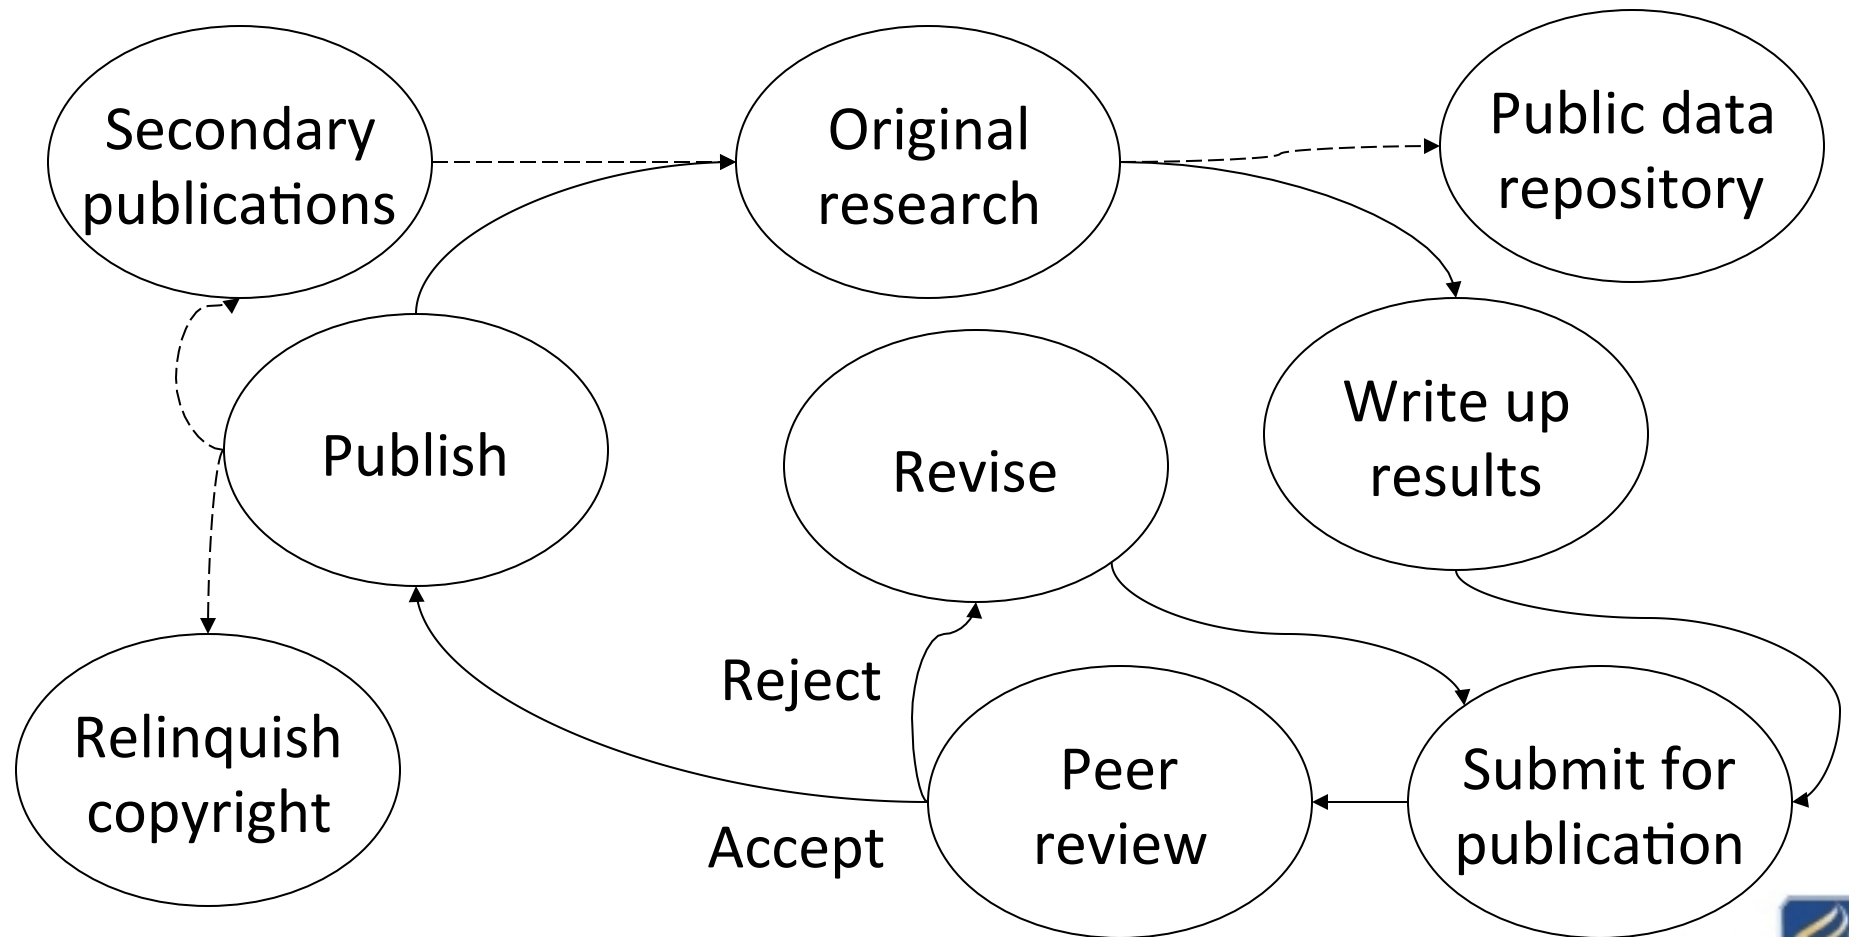 Secondary
publications
Original
research
Public data
repository
Publish
Revise
Write up
results
Reject
Accept
Relinquish
copyright
Peer
review
Submit for
publication